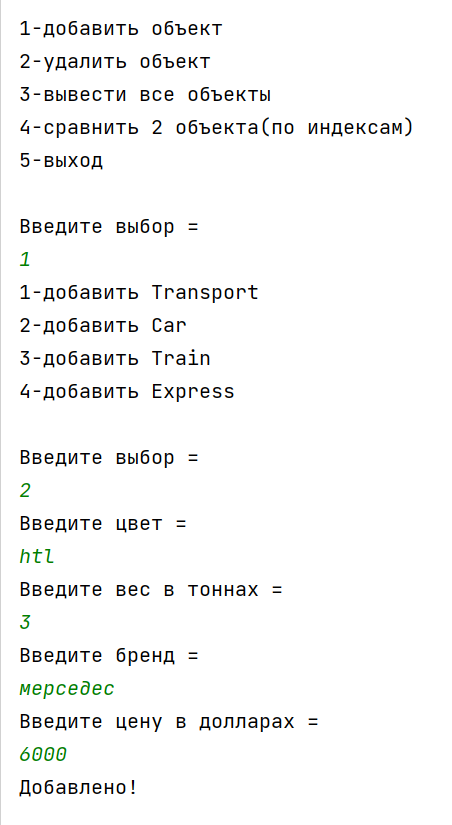 1-добавить объект
2-удалить объект
3-вывести все объекты
4-сравнить 2 объекта(по индексам)
5-выход
Введите выбор =
1
1-добавить Transport
2-добавить Car
3-добавить Train
4-добавить Express
Введите выбор =
2
Введите цвет =
htl
Введите вес в тоннах =
3
Введите бренд =
мерседес
Введите цену в долларах =
6000
Добавлено!